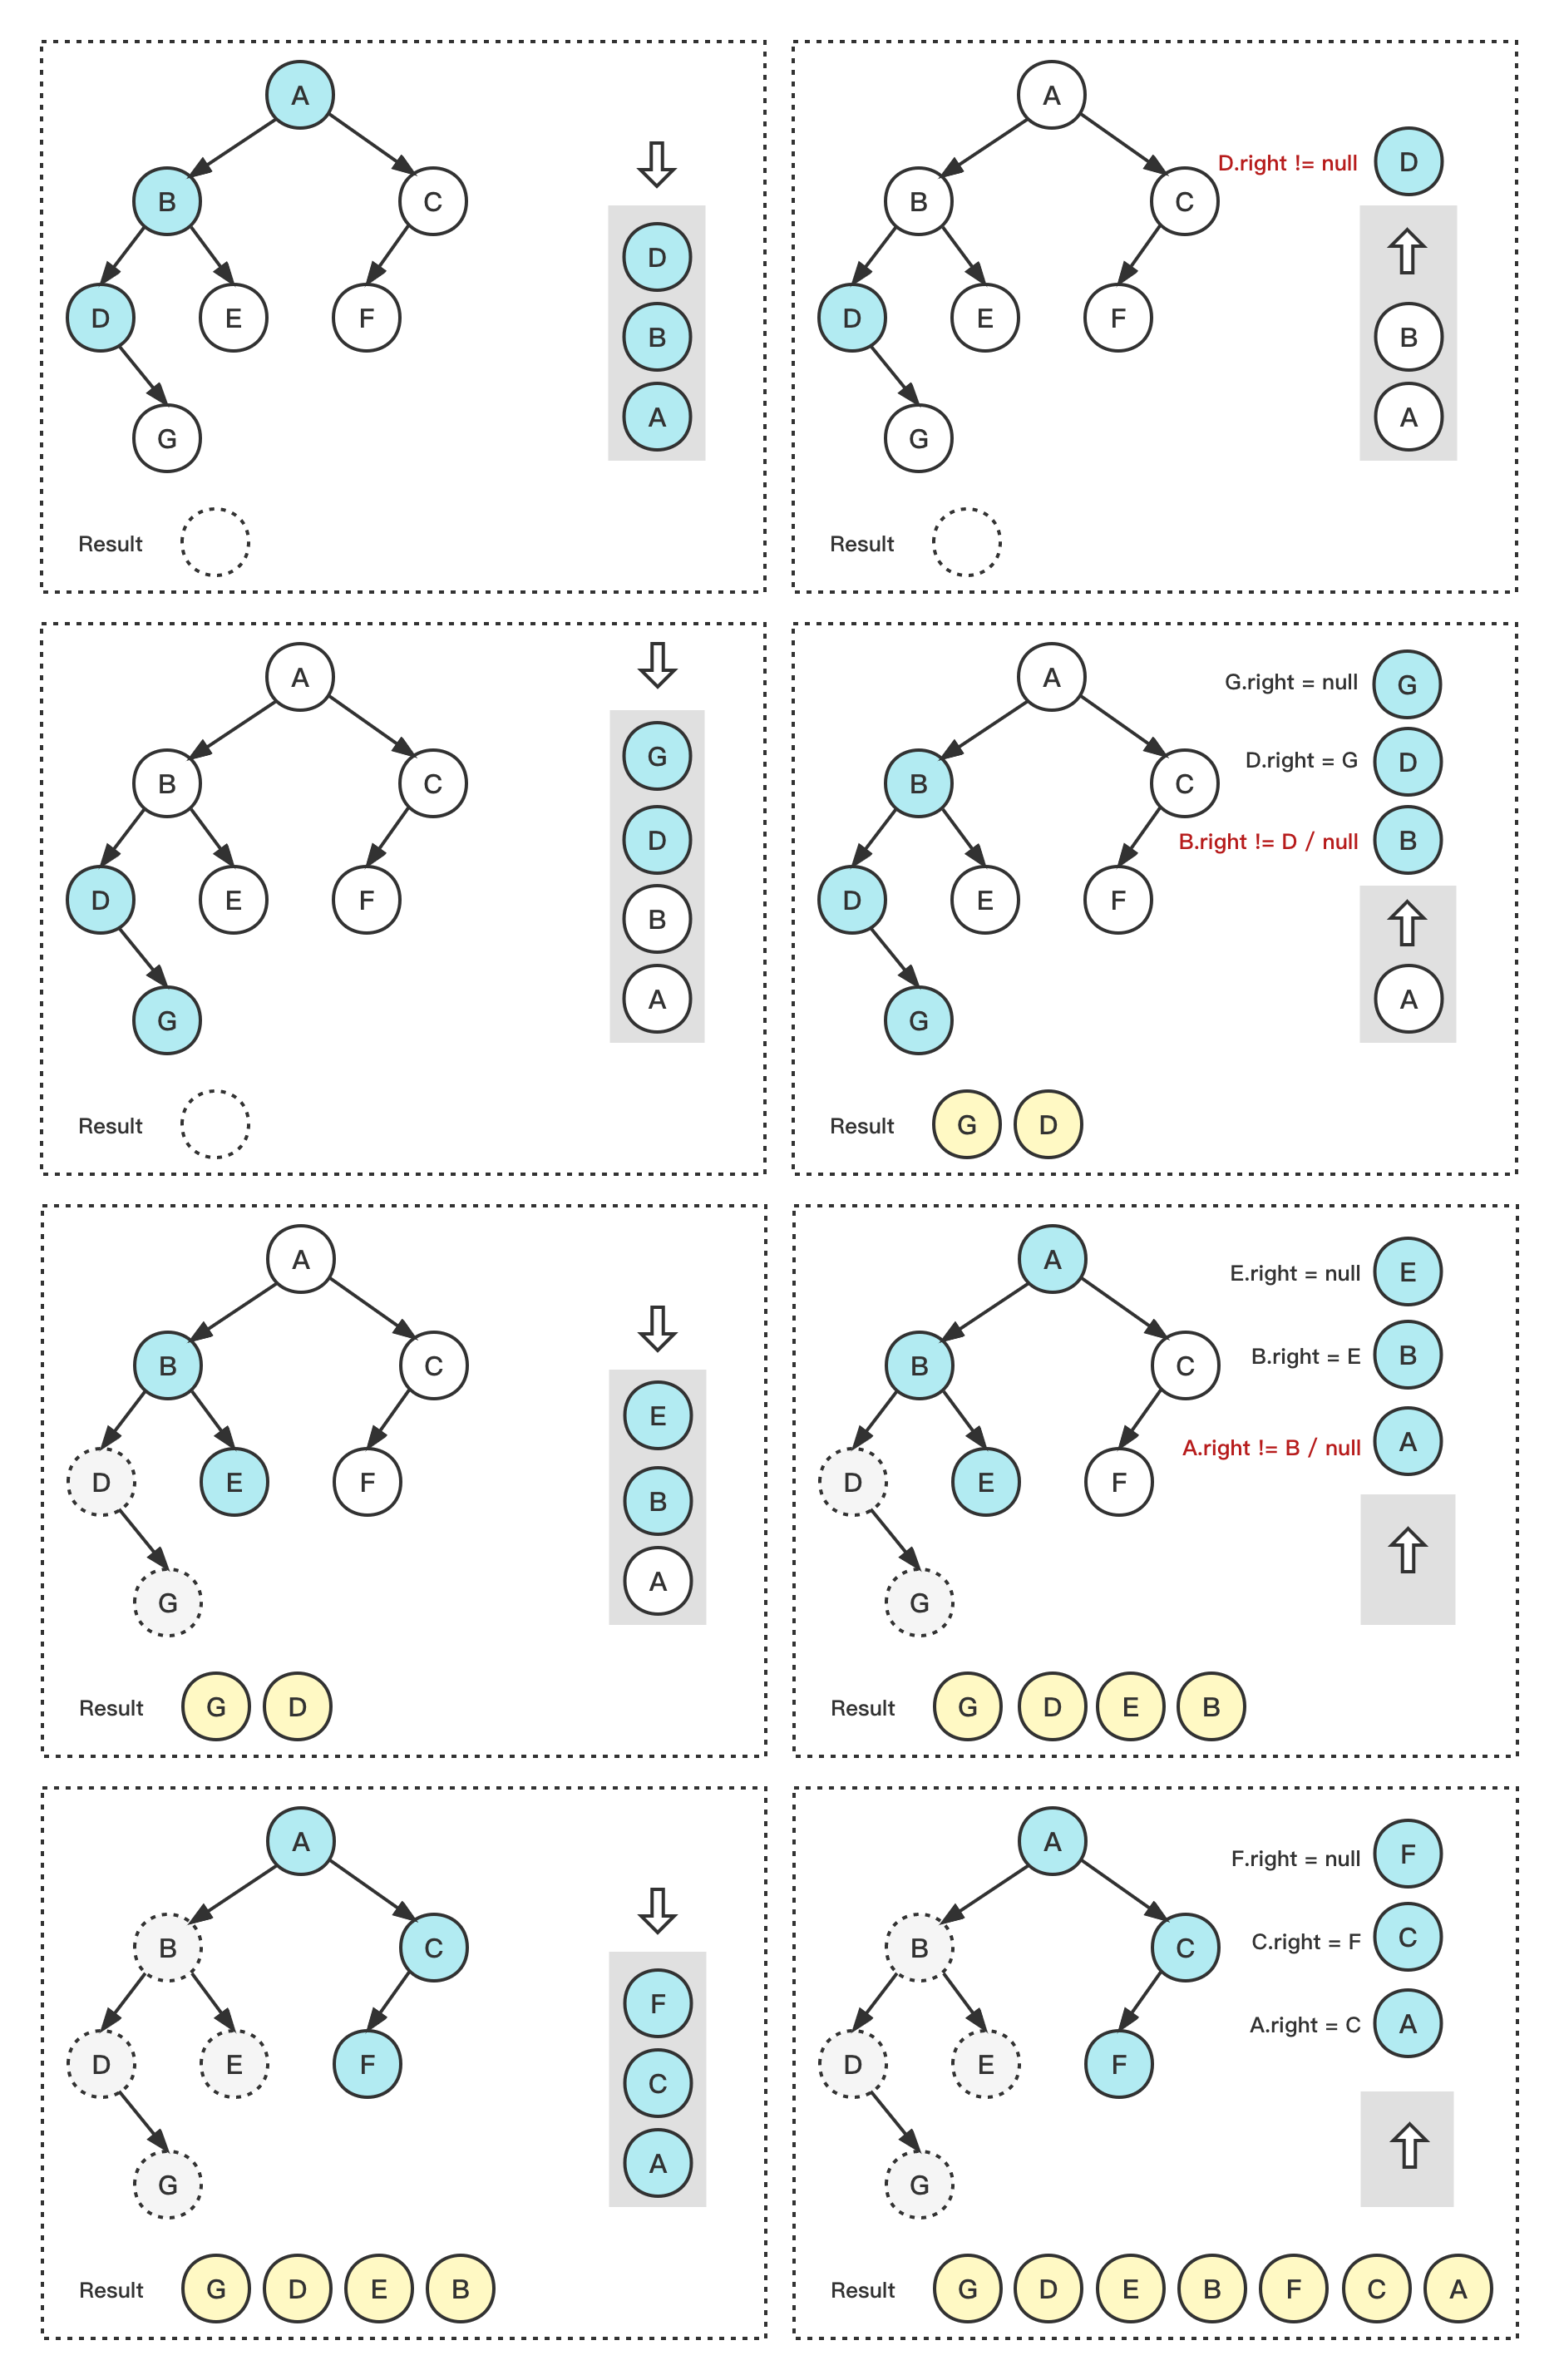 A
B
C
D
E
F
G
D
B
A
Result
A
B
C
D
E
F
G
D.right != null
D
B
A
Result
A
B
C
D
E
F
G
G
D
B
A
Result
A
B
C
D
E
F
G
G.right = null
G
D.right = G
D
B.right != D / null
B
A
Result
G D
A
B
C
D
E
F
G
E
B
A
Result
G D
A
B
C
D
E
F
G
E.right = null
E
B.right = E
B
A.right != B / null
A
Result
G D E B
A
B
C
D
E
F
G
F
C
A
Result
G D E B
A
B
C
D
E
F
G
F.right = null
F
C.right = F
C
A.right = C
A
Result
G D E B F C A